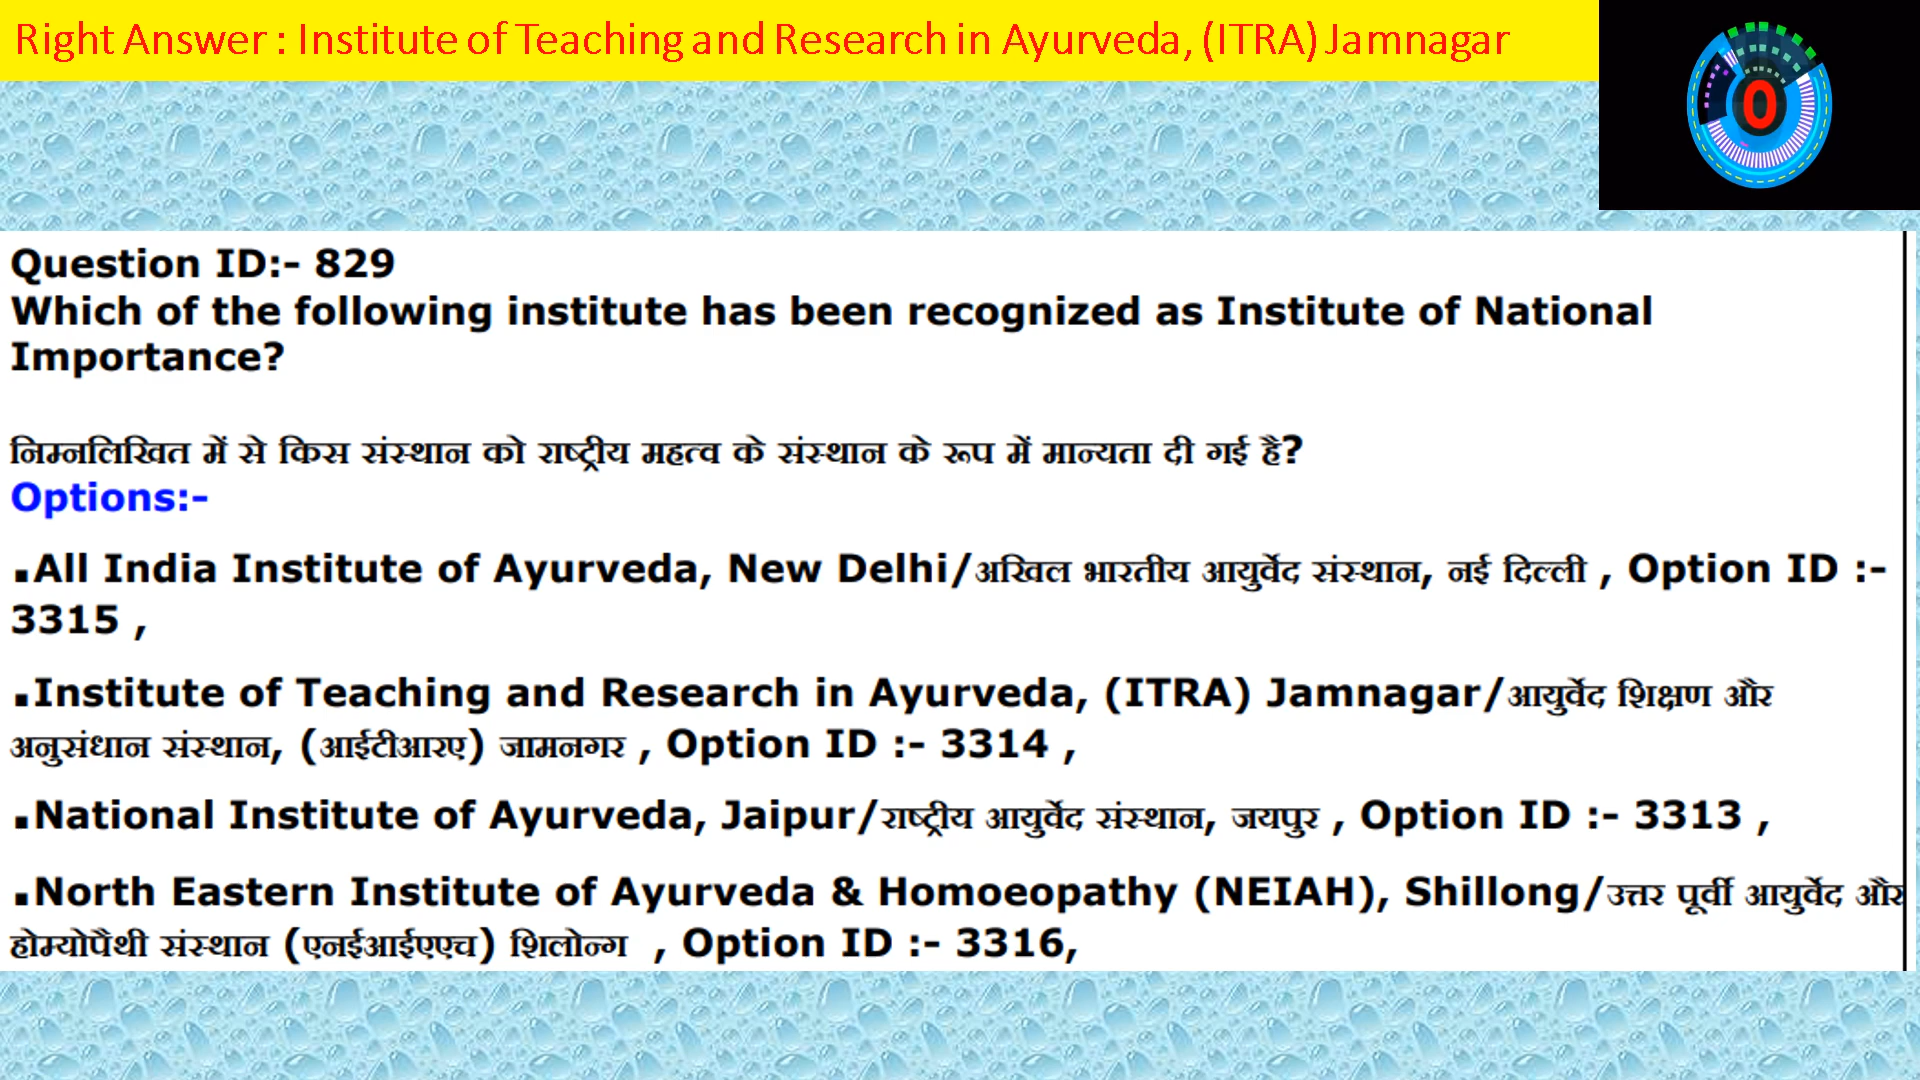 Right Answer : Institute of Teaching and Research in Ayurveda, (ITRA) Jamnagar
0
Question ID:- 829
Which of the following institute has been recognized as Institute of National
Importance?
निम्नलिखित में से किस संस्थान को राष्ट्रीय महत्व के संस्थान के रूप में मान्यता दी गई है?
Options:-
▪All India Institute of Ayurveda, New Delhi/अखिल भारतीय आयुर्वेद संस्थान, नई दिल्ली , Option ID :-
3315 ,
▪Institute of Teaching and Research in Ayurveda, (ITRA) Jamnagar/आयुर्वेद शिक्षण और
अनुसंधान संस्थान, (आईटीआरए) जामनगर , Option ID :- 3314 ,
▪National Institute of Ayurveda, Jaipur/राष्ट्रीय आयुर्वेद संस्थान, जयपुर , Option ID :- 3313 ,
▪North Eastern Institute of Ayurveda & Homoeopathy (NEIAH), Shillong/उत्तर पूर्वी आयुर्वेद और
होम्योपैथी संस्थान (एनईआईएएच) शिलोन्ग , Option ID :- 3316,